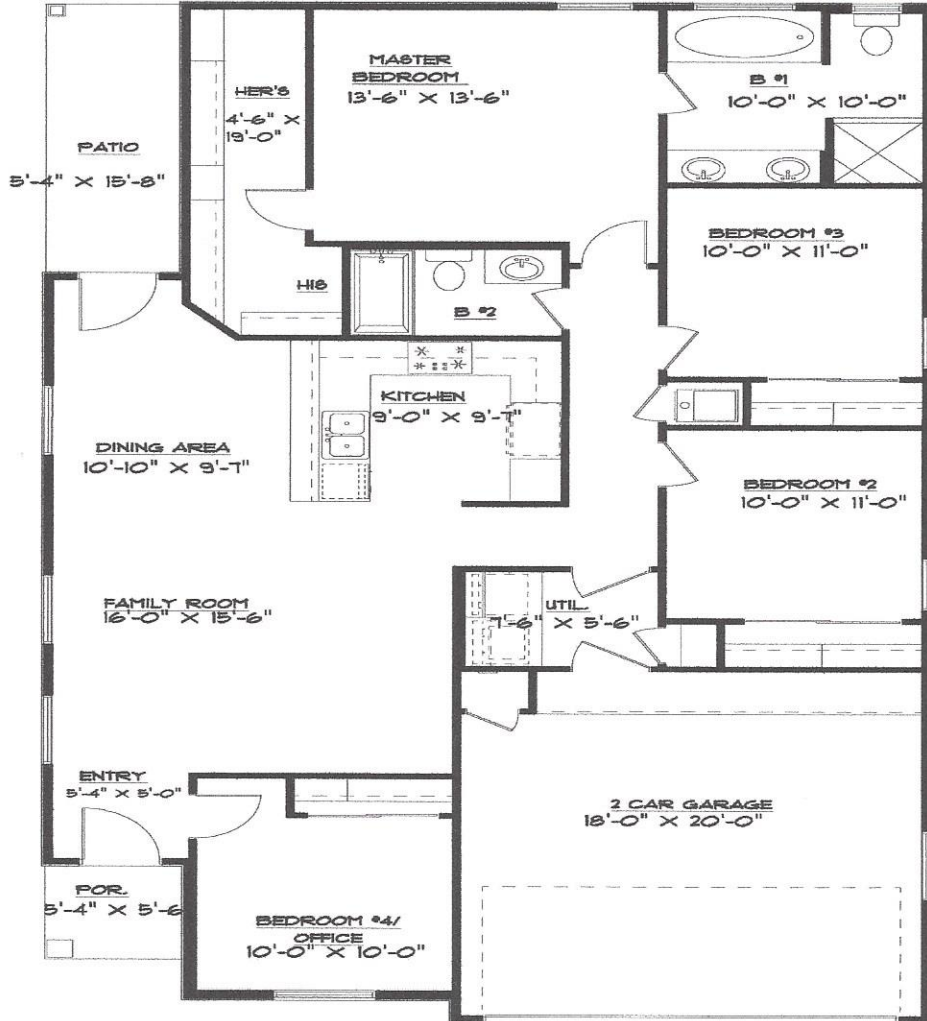 MASTER
BEDROOM
13'-6" X 13'-6"
B #1
10'-0" X 10'-0"
HER'S
4'-6" X
19'-0"
PATIO
5'-4" X 15'-8"
BEDROOM #3
10'-0" X 11'-0"
HIS
B #2
KITCHEN
9'-0" X 9'-7"
DINING AREA
10'-10" X 9'-7"
BEDROOM #2
10'-0" X 11'-0"
FAMILY ROOM
16'-0" X 15'-6"
UTIL.
7'-6" X 5'-6"
ENTRY
5'-4" X 5'-0"
2 CAR GARAGE
18'-0" X 20'-0"
POR.
5'-4" X 5'-6
BEDROOM #4/
OFFICE
10'-0" X 10'-0"